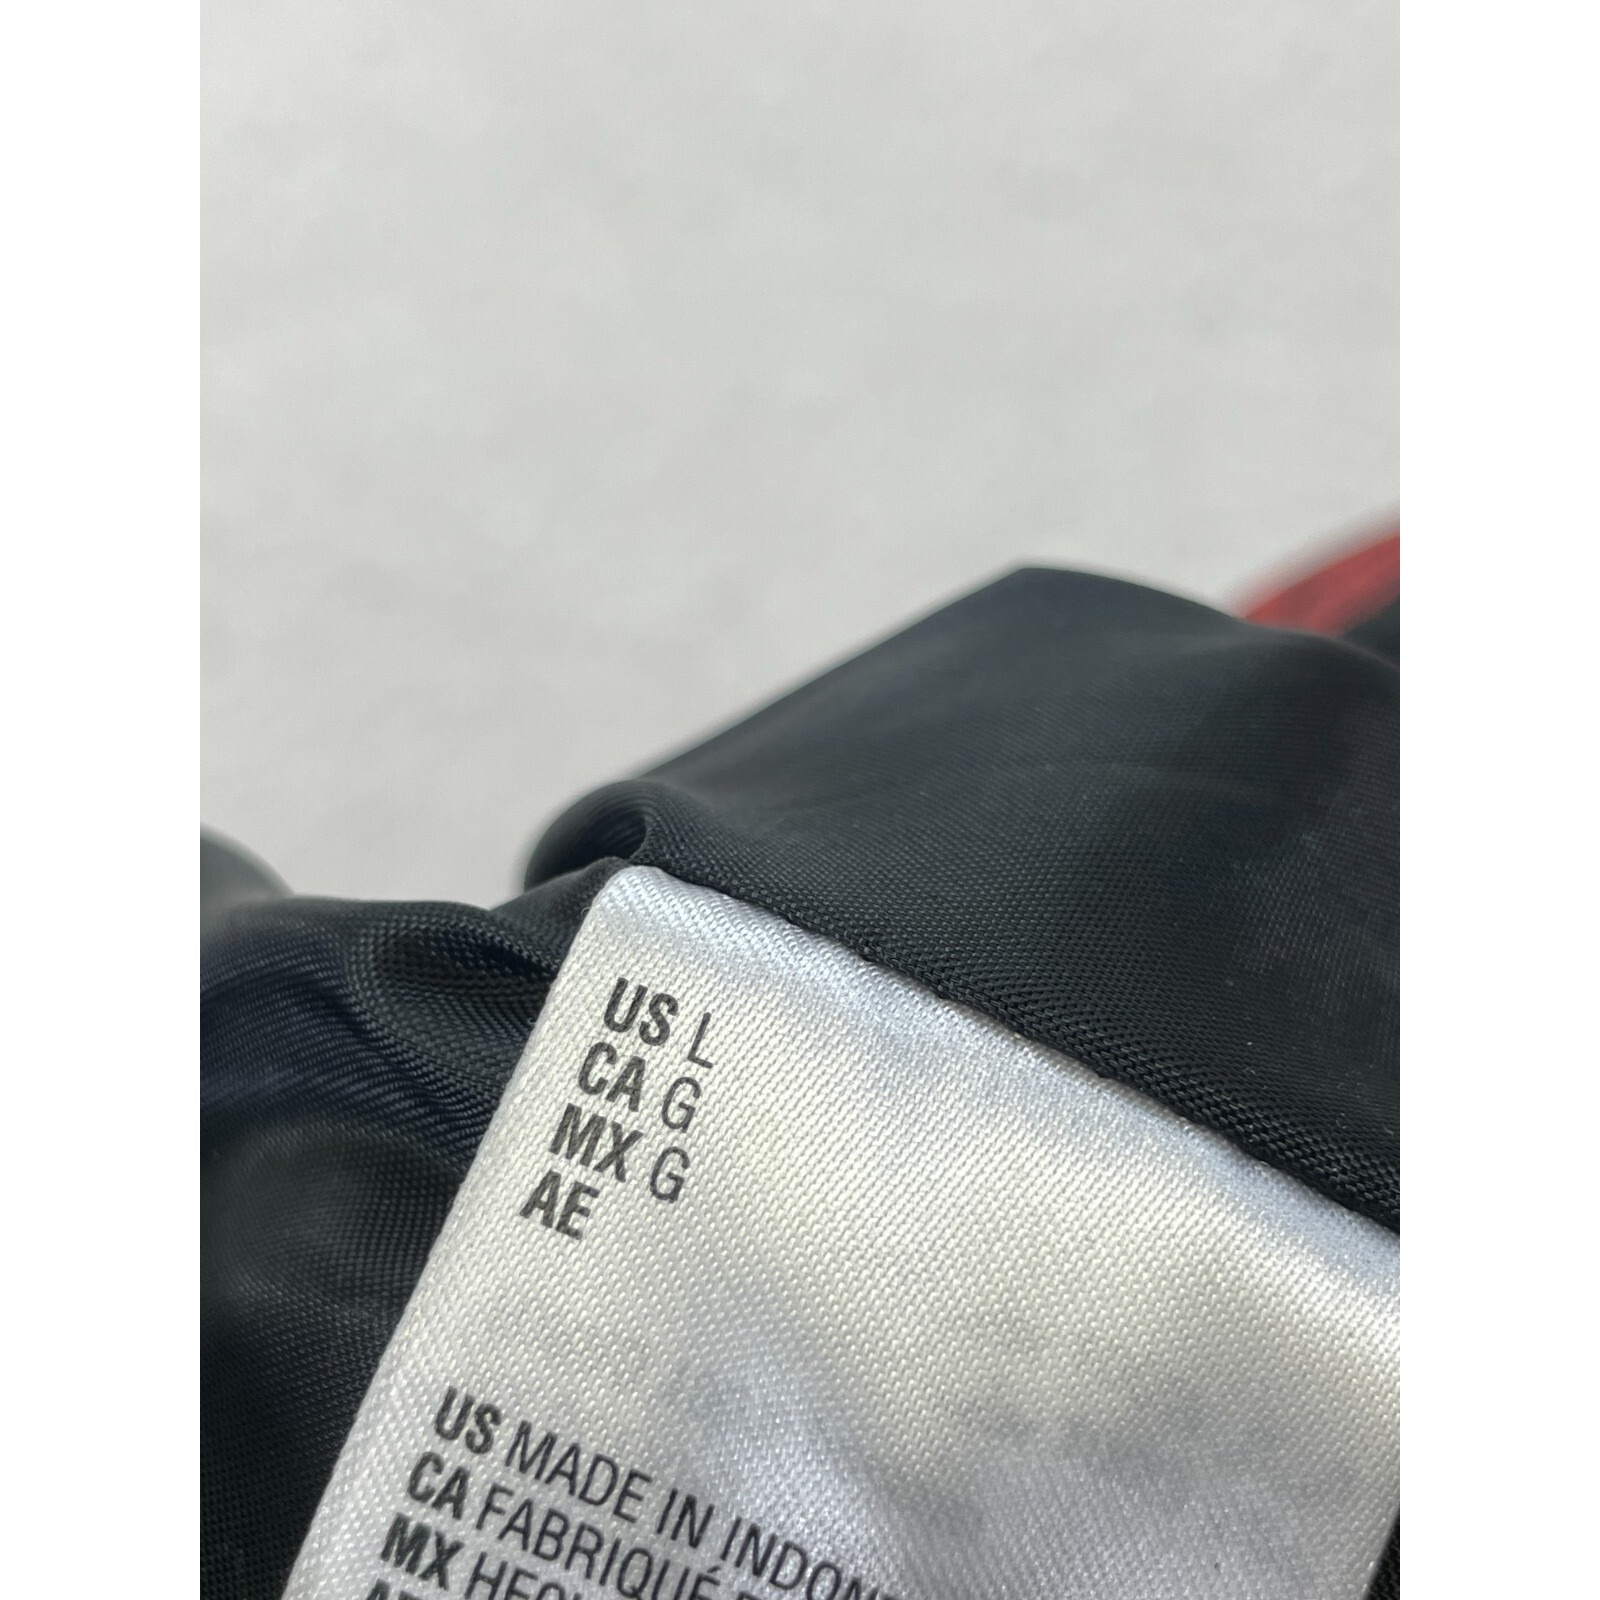 US L
CA G
MX G
AE
US MADE IN
CA FABRIQUÉ
MX